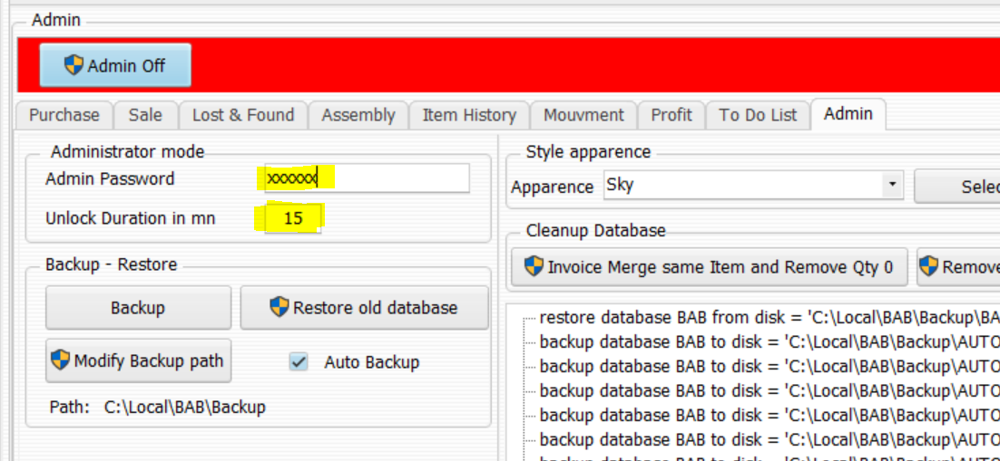 Admin
Admin Off
Purchase Sale Lost & Found Assembly Item History Mouvment Profit To Do List Admin
Administrator mode
Admin Password xxxxxx
Unlock Duration in mn 15
Backup - Restore
Backup Restore old database
Modify Backup path Auto Backup
Path: C:\Local\BAB\Backup
Style apparence
Apparence Sky Selec
Cleanup Database
Invoice Merge same Item and Remove Qty 0 Remove
restore database BAB from disk = 'C:\Local\BAB\Backup\BA
backup database BAB to disk = 'C:\Local\BAB\Backup\AUTO
backup database BAB to disk = 'C:\Local\BAB\Backup\AUTO
backup database BAB to disk = 'C:\Local\BAB\Backup\AUTO
backup database BAB to disk = 'C:\Local\BAB\Backup\AUTO
backup database BAB to disk = 'C:\Local\BAB\Backup\AUTO